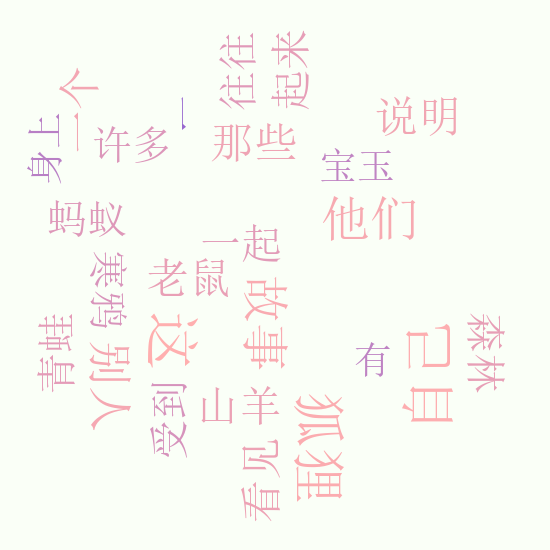 往往
起来
一个
说明
身上
一
许多
那些
宝玉
蚂蚁
他们
一起
寒鸦
老鼠
故事
青蛙
别人
这
有
自己
森林
受到
山羊
狐狸
看见